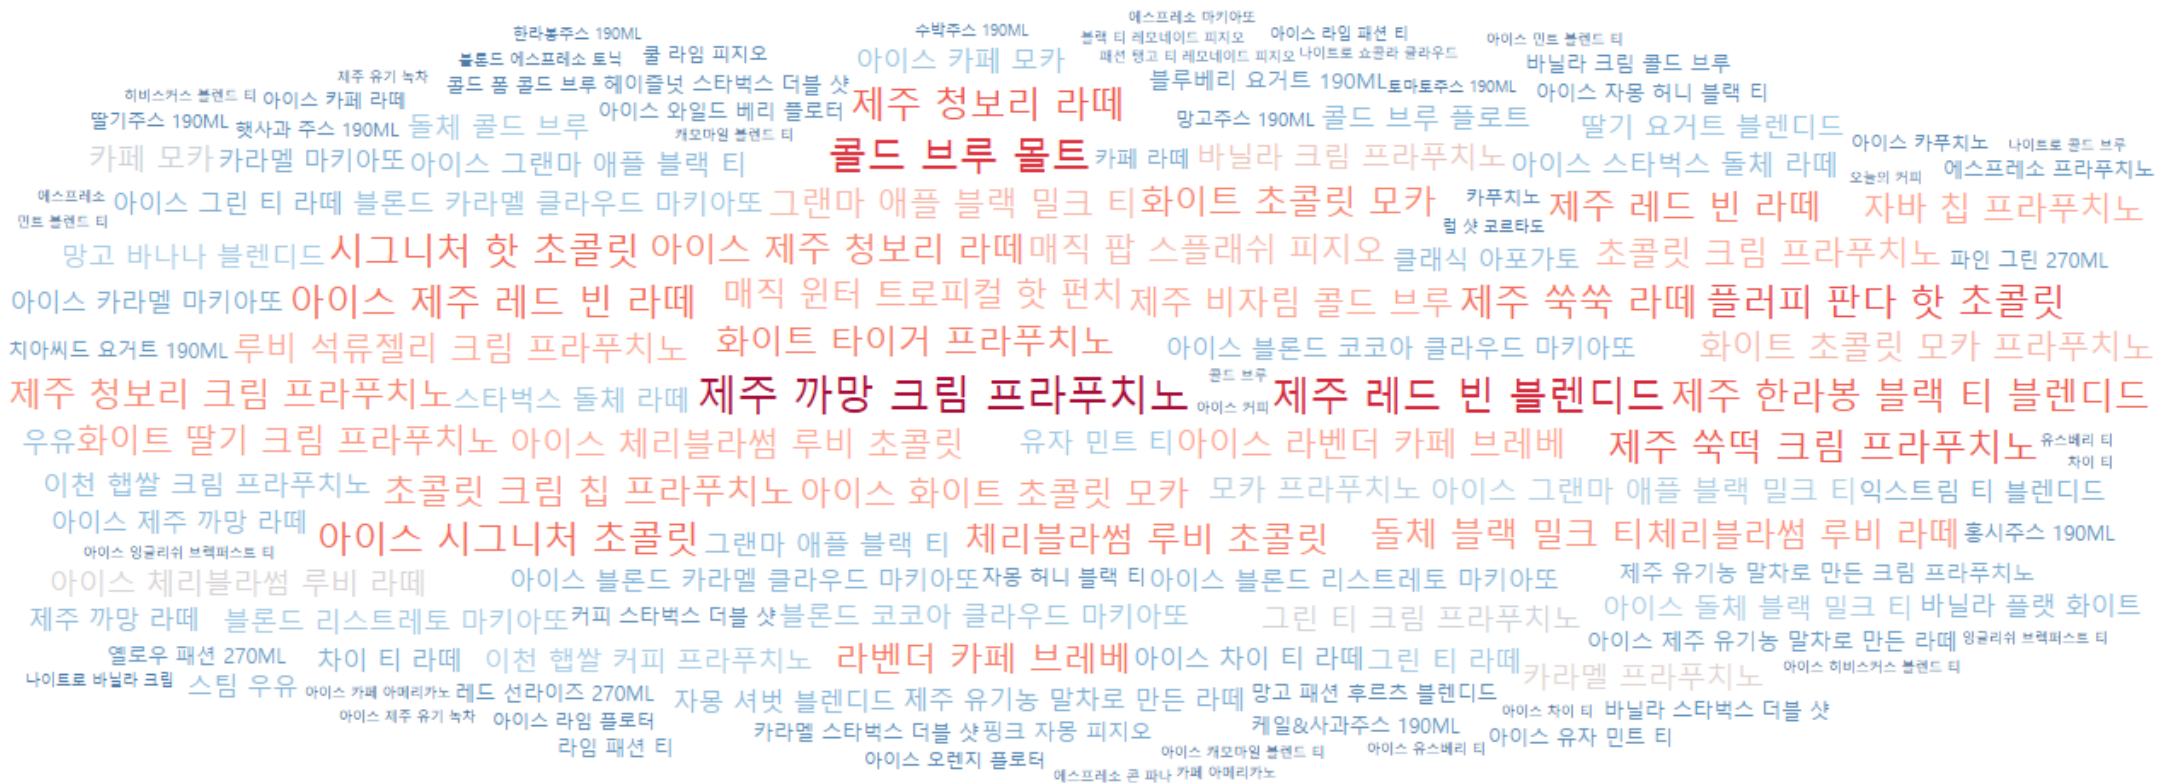 에스프레소 마키아또
한라봉주스 190ML 수박주스 190ML 블랙 티 레모네이드 피지오 아이스 라임 패션 티 아이스 민트 블렌드 티
블론드 에스프레소 토닉 쿨 라임 피지오 아이스 카페 모카 패션 탱고 티 레모네이드 피지오 나이트로 쇼콜라 클라우드 바닐라 크림 콜드 브루
제주 유기 녹차 콜드 폼 콜드 브루 헤이즐넛 스타벅스 더블 샷 블루베리 요거트 190ML 토마토주스 190ML 아이스 자몽 허니 블랙 티
히비스커스 블렌드 티 아이스 카페 라떼 아이스 와일드 베리 플로터 제주 청보리 라떼
딸기주스 190ML 햇사과 주스 190ML 돌체 콜드 브루 캐모마일 블렌드 티 망고주스 190ML 콜드 브루 플로트 딸기 요거트 블렌디드 아이스 카푸치노 나이트로 콜드 브루
카페 모카 카라멜 마키아또 아이스 그랜마 애플 블랙 티 콜드 브루 몰트 카페 라떼 바닐라 크림 프라푸치노 아이스 스타벅스 돌체 라떼 오늘의 커피 에스프레소 프라푸치노
에스프레소 아이스 그린 티 라떼 블론드 카라멜 클라우드 마키아또 그랜마 애플 블랙 밀크 티 화이트 초콜릿 모카 카푸치노 제주 레드 빈 라떼 자바 칩 프라푸치노
민트 블렌드 티 럼 샷 코르타도
망고 바나나 블렌디드 시그니처 핫 초콜릿 아이스 제주 청보리 라떼 매직 팝 스플래쉬 피지오 클래식 아포가토 초콜릿 크림 프라푸치노 파인 그린 270ML
아이스 카라멜 마키아또 아이스 제주 레드 빈 라떼 매직 윈터 트로피컬 핫 펀치 제주 비자림 콜드 브루 제주 쑥쑥 라떼 플러피 판다 핫 초콜릿
치아씨드 요거트 190ML 루비 석류젤리 크림 프라푸치노 화이트 타이거 프라푸치노 아이스 블론드 코코아 클라우드 마키아또 화이트 초콜릿 모카 프라푸치노
제주 청보리 크림 프라푸치노 스타벅스 돌체 라떼 제주 까망 크림 프라푸치노 콜드 브루 아이스 커피 제주 레드 빈 블렌디드 제주 한라봉 블랙 티 블렌디드
우유 화이트 딸기 크림 프라푸치노 아이스 체리블라썸 루비 초콜릿 유자 민트 티 아이스 라벤더 카페 브레베 제주 쑥떡 크림 프라푸치노 유스베리 티
차이 티
이천 햅쌀 크림 프라푸치노 초콜릿 크림 칩 프라푸치노 아이스 화이트 초콜릿 모카 모카 프라푸치노 아이스 그랜마 애플 블랙 밀크 티 익스트림 티 블렌디드
아이스 제주 까망 라떼 아이스 시그니처 초콜릿 그랜마 애플 블랙 티 체리블라썸 루비 초콜릿 돌체 블랙 밀크 티 체리블라썸 루비 라떼 홍시주스 190ML
아이스 잉글리쉬 브렉퍼스트 티
아이스 체리블라썸 루비 라떼 아이스 블론드 카라멜 클라우드 마키아또 자몽 허니 블랙 티 아이스 블론드 리스트레토 마키아또 제주 유기농 말차로 만든 크림 프라푸치노
제주 까망 라떼 블론드 리스트레토 마키아또 커피 스타벅스 더블 샷 블론드 코코아 클라우드 마키아또 그린 티 크림 프라푸치노 아이스 돌체 블랙 밀크 티 바닐라 플랫 화이트
아이스 제주 유기농 말차로 만든 라떼 잉글리쉬 브렉퍼스트 티
옐로우 패션 270ML 차이 티 라떼 이천 햅쌀 커피 프라푸치노 라벤더 카페 브레베 아이스 차이 티 라떼 그린 티 라떼 카라멜 프라푸치노 아이스 히비스커스 블렌드 티
나이트로 바닐라 크림 스팀 우유 아이스 카페 아메리카노 레드 선라이즈 270ML 자몽 셔벗 블렌디드 제주 유기농 말차로 만든 라떼 망고 패션 후르츠 블렌디드
아이스 제주 유기 녹차 아이스 라임 플로터 카라멜 스타벅스 더블 샷 핑크 자몽 피지오 케일&사과주스 190ML 아이스 차이 티 바닐라 스타벅스 더블 샷
라임 패션 티 아이스 오렌지 플로터 아이스 캐모마일 블렌드 티 아이스 유스베리 티 아이스 유자 민트 티
에스프레소 콘 파나 카페 아메리카노